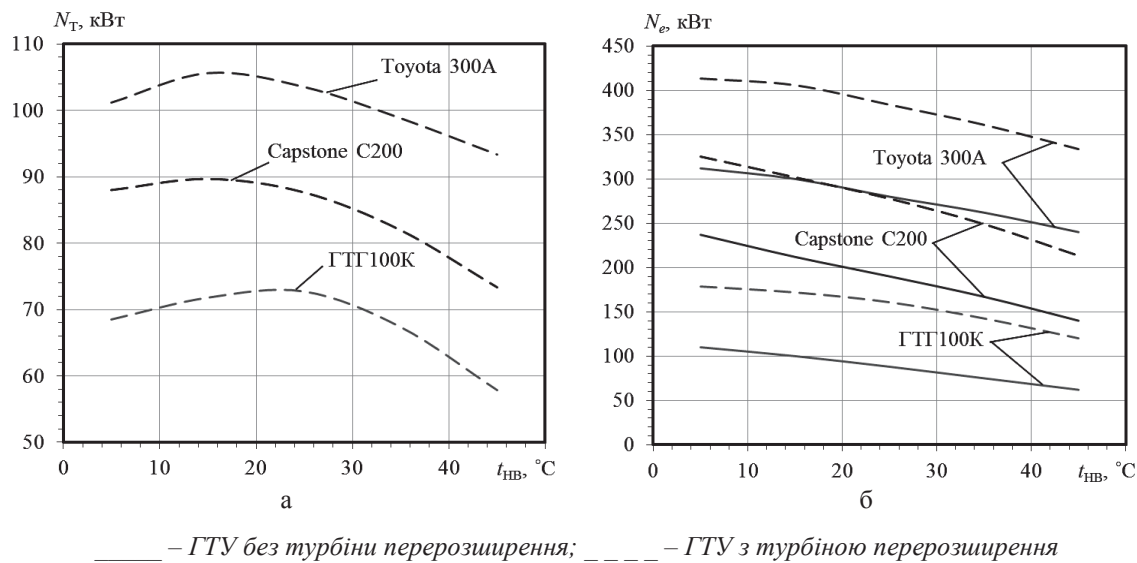 N_T, кВт
110
100
90
80
70
60
50
0 10 20 30 40 t_НВ, °C
Toyota 300A
Capstone C200
ГТГ100К
а
N_e, кВт
450
400
350
300
250
200
150
100
50
0
0 10 20 30 40 t_НВ, °C
Toyota 300A
Capstone C200
ГТГ100К
б
_____ – ГТУ без турбіни перерозширення; _ _ _ _ – ГТУ з турбіною перерозширення